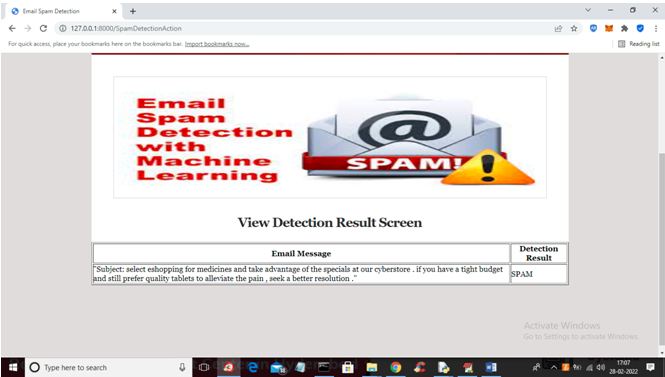 Email Spam Detection
127.0.0.1:8000/SpamDetectionAction
For quick access, place your bookmarks here on the bookmarks bar. Import bookmarks now...
Reading list
Email
Spam
Detection
with
Machine
Learning
@
SPAM!
View Detection Result Screen
Email Message
Detection
Result
"Subject: select eshopping for medicines and take advantage of the specials at our cyberstore . if you have a tight budget
and still prefer quality tablets to alleviate the pain , seek a better resolution ."
SPAM
Activate Windows
Go to Settings to activate Windows.
Type here to search
17:07
28-02-2022